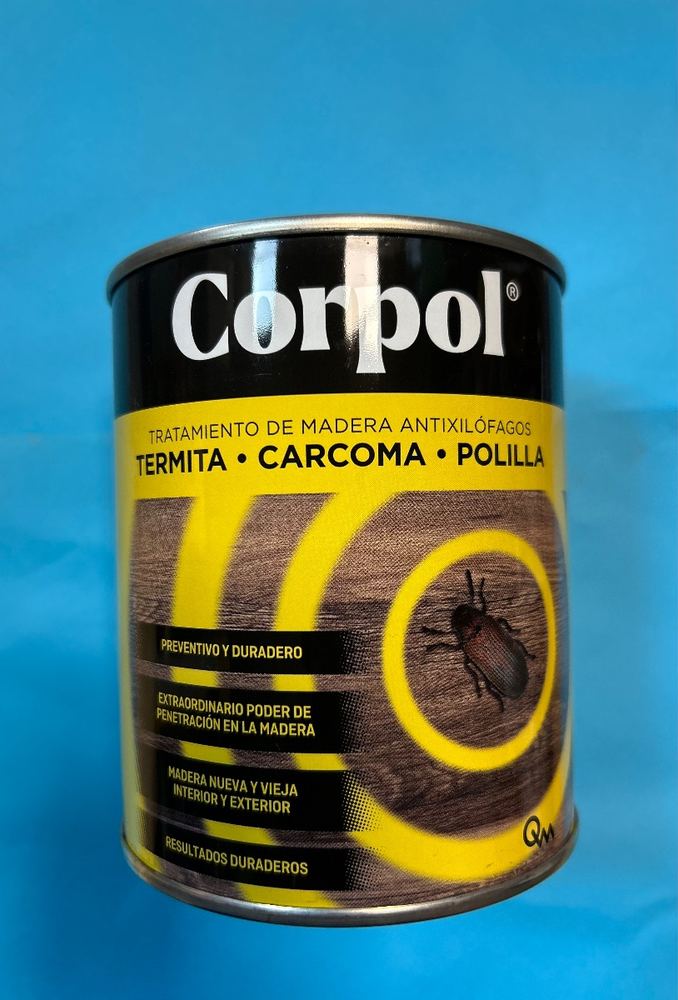 Corpol®
TRATAMIENTO DE MADERA ANTIXILÓFAGOS
TERMITA • CARCOMA • POLILLA
PREVENTIVO Y DURADERO
EXTRAORDINARIO PODER DE
PENETRACIÓN EN LA MADERA
MADERA NUEVA Y VIEJA
INTERIOR Y EXTERIOR
RESULTADOS DURADEROS
QM